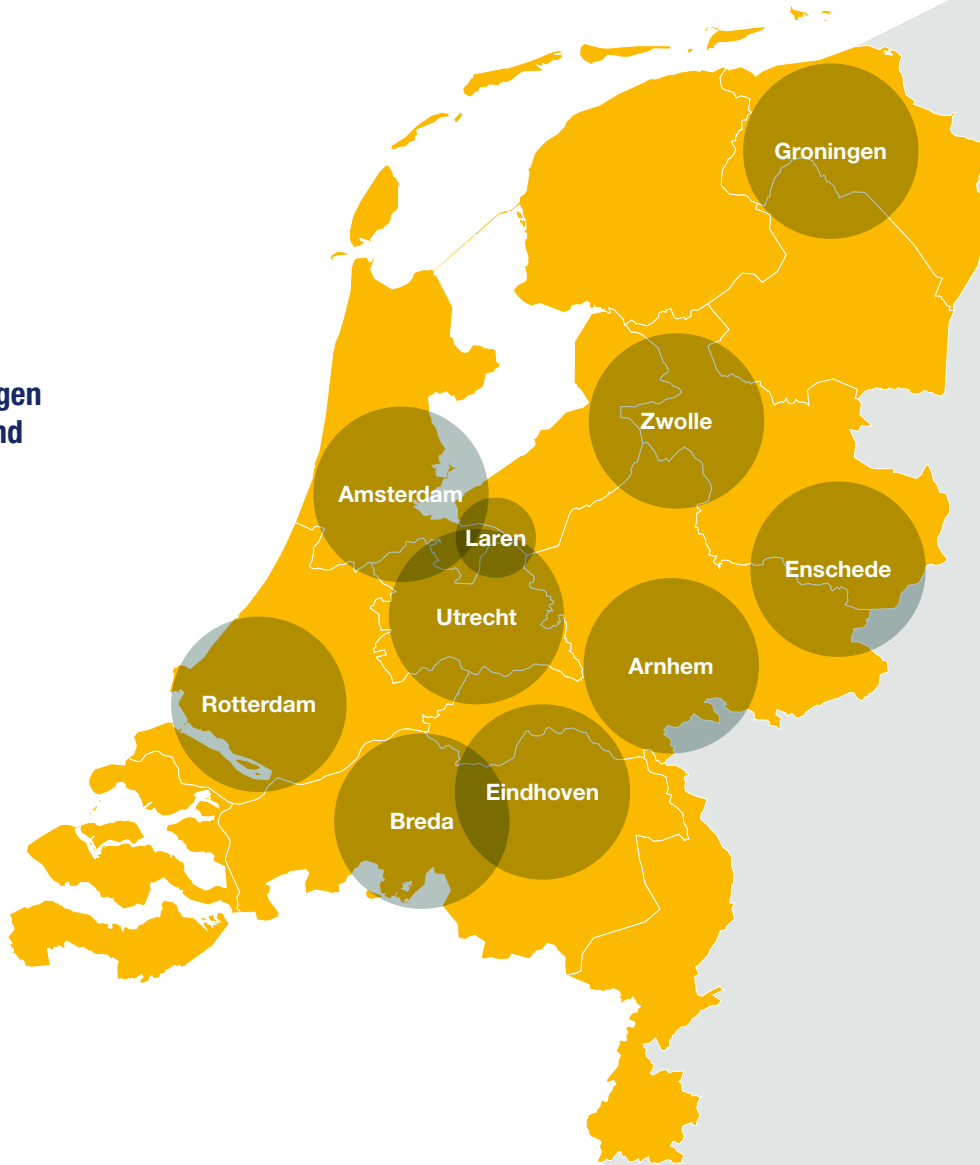 Groningen
gen
nd
Zwolle
Amsterdam
Laren
Enschede
Utrecht
Arnhem
Rotterdam
Eindhoven
Breda